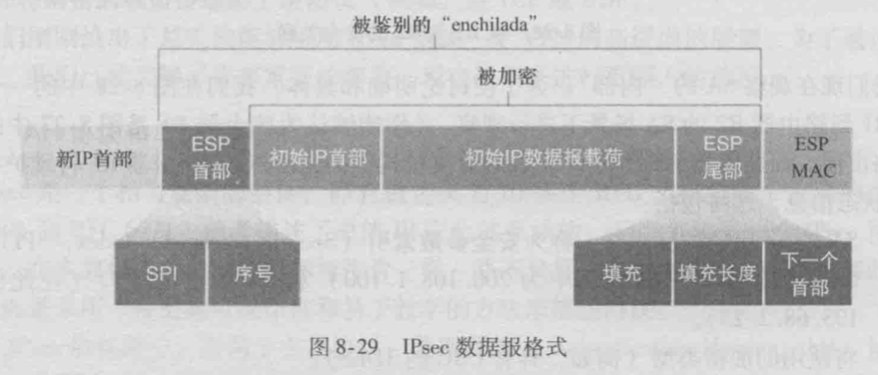 被鉴别的“enchilada”
被加密
新IP首部
ESP
首部
初始IP首部
初始IP数据报载荷
ESP
尾部
ESP
MAC
SPI
序号
填充
填充长度
下一个
首部
图 8-29 IPsec 数据报格式